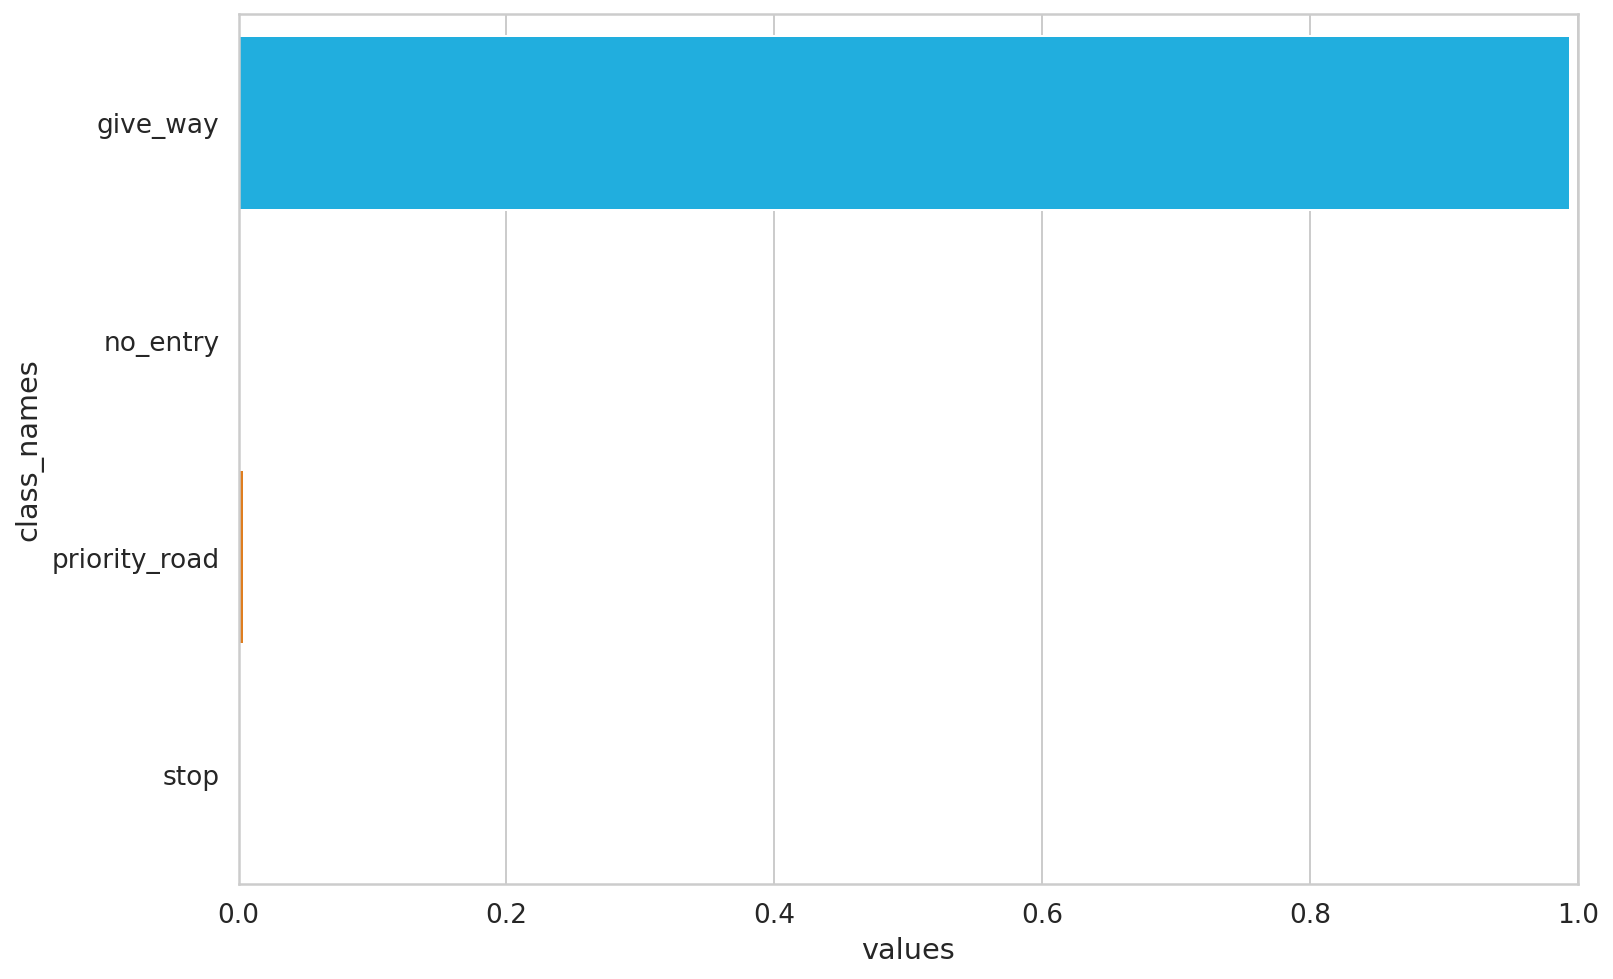 give_way
no_entry
priority_road
stop
class_names
0.0 0.2 0.4 0.6 0.8 1.0
values